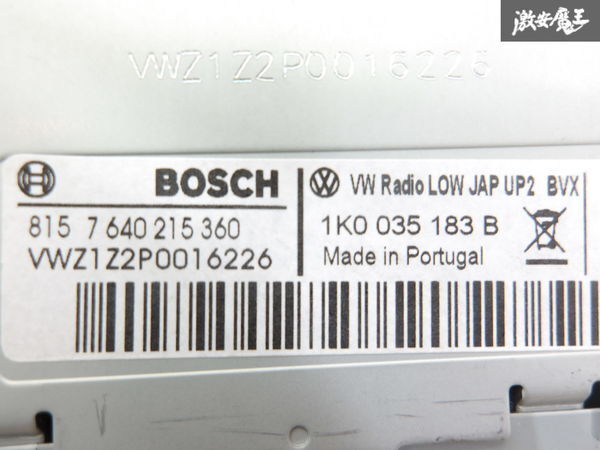 激安魔王
VWZ1Z2P0016226
BOSCH
VW Radio LOW JAP UP2 BVX
815 7 640 215 360
1K0 035 183 B
VWZ1Z2P0016226
Made in Portugal